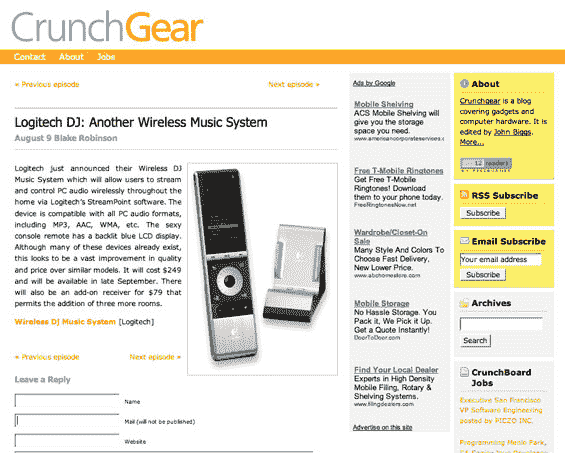 CrunchGear
Contact About Jobs
« Previous episode Next episode »
Logitech DJ: Another Wireless Music System
August 9 Blake Robinson
Logitech just announced their Wireless DJ
Music System which will allow users to stream
and control PC audio wirelessly throughout the
home via Logitech's StreamPoint software. The
device is compatible with all PC audio formats,
including MP3, AAC, WMA, etc. The sexy
console remote has a backlit blue LCD display.
Although many of these devices already exist,
this looks to be a vast improvement in quality
and price over similar models. It will cost $249
and will be available in late September. There
will also be an add-on receiver for $79 that
permits the addition of three more rooms.
Wireless DJ Music System [Logitech]
« Previous episode Next episode »
Leave a Reply
Name
Mail (will not be published)
Website
Ads by Google
Mobile Shelving
ACS Mobile Shelving will
give you the storage
space you need.
www.americancorporateservices.c
Free T-Mobile Ringtones
Get Free T-Mobile
Ringtones! Download
them to your phone today.
FreeRingtonesNow.net
Wardrobe/Closet-On
Sale
Many Style And Colors To
Choose Fast Delivery,
New Lower Price.
www.abchomestore.com
Mobile Storage
No Hassle Storage. You
Pack it, We Pick it Up.
Get a Quote Instantly!
DoorToDoor.com
Find Your Local Dealer
Experts in High Density
Mobile Filing, Rotary &
Shelving Systems.
www.filingdealers.com
Advertise on this site
About
Crunchgear is a blog
covering gadgets and
computer hardware. It is
edited by John Biggs.
More...
12 readers
BY FEEDBURNER
RSS Subscribe
Subscribe
Email Subscribe
Your email address
Subscribe
Archives
Search
CrunchBoard
Jobs
Executive San Francisco
VP Software Engineering
posted by PICZO INC.
Programming Menlo Park,